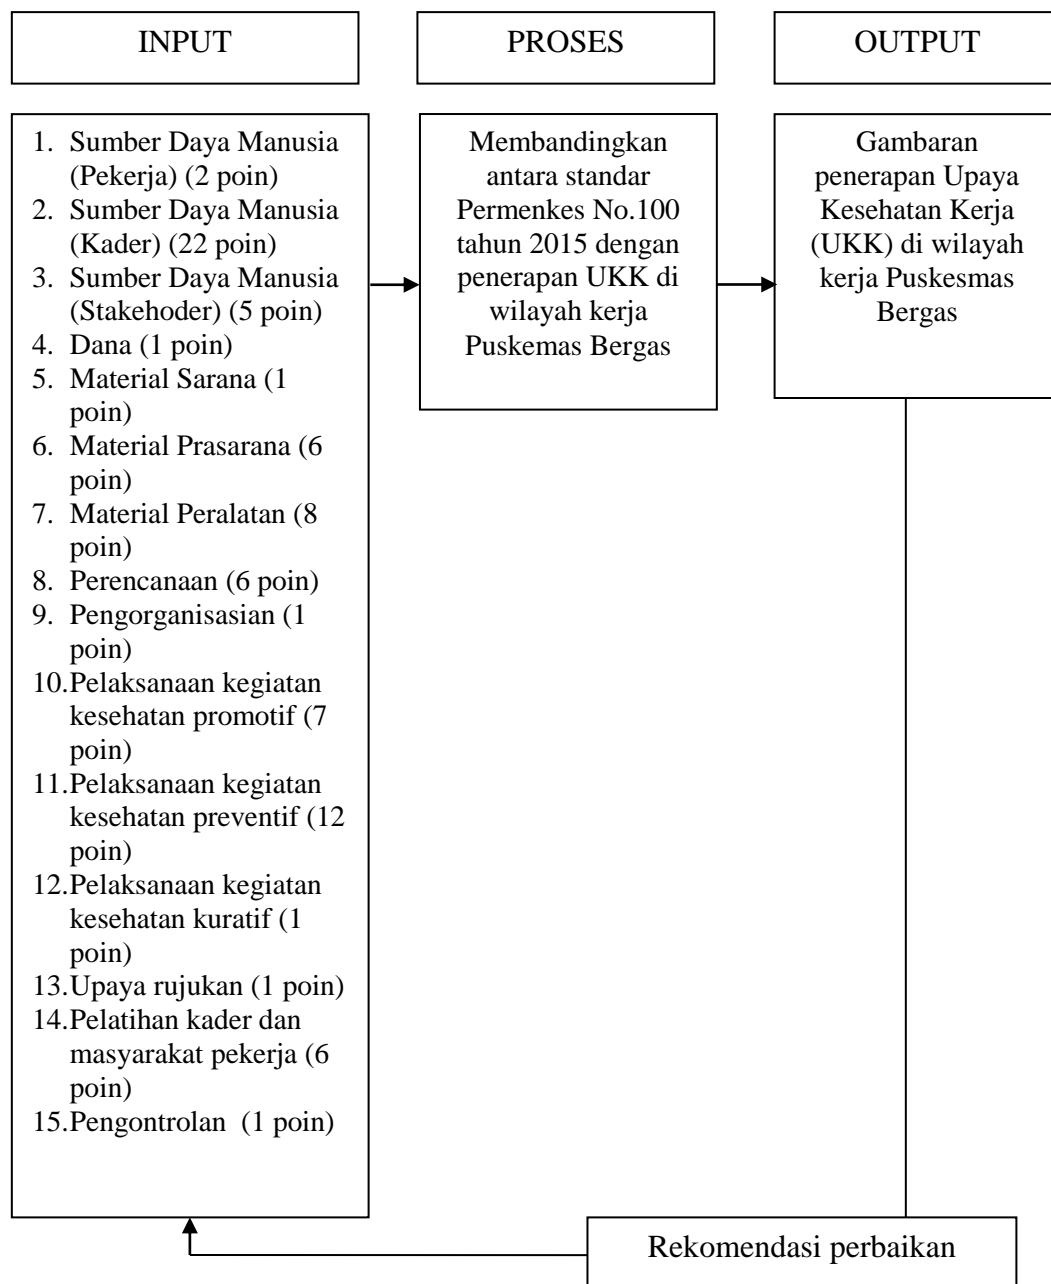 INPUT
PROSES
OUTPUT
1. Sumber Daya Manusia
(Pekerja) (2 poin)
2. Sumber Daya Manusia
(Kader) (22 poin)
3. Sumber Daya Manusia
(Stakehoder) (5 poin)
4. Dana (1 poin)
5. Material Sarana (1
poin)
6. Material Prasarana (6
poin)
7. Material Peralatan (8
poin)
8. Perencanaan (6 poin)
9. Pengorganisasian (1
poin)
10.Pelaksanaan kegiatan
kesehatan promotif (7
poin)
11.Pelaksanaan kegiatan
kesehatan preventif (12
poin)
12.Pelaksanaan kegiatan
kesehatan kuratif (1
poin)
13.Upaya rujukan (1 poin)
14.Pelatihan kader dan
masyarakat pekerja (6
poin)
15.Pengontrolan (1 poin)
Membandingkan
antara standar
Permenkes No.100
tahun 2015 dengan
penerapan UKK di
wilayah kerja
Puskemas Bergas
Gambaran
penerapan Upaya
Kesehatan Kerja
(UKK) di wilayah
kerja Puskesmas
Bergas
Rekomendasi perbaikan